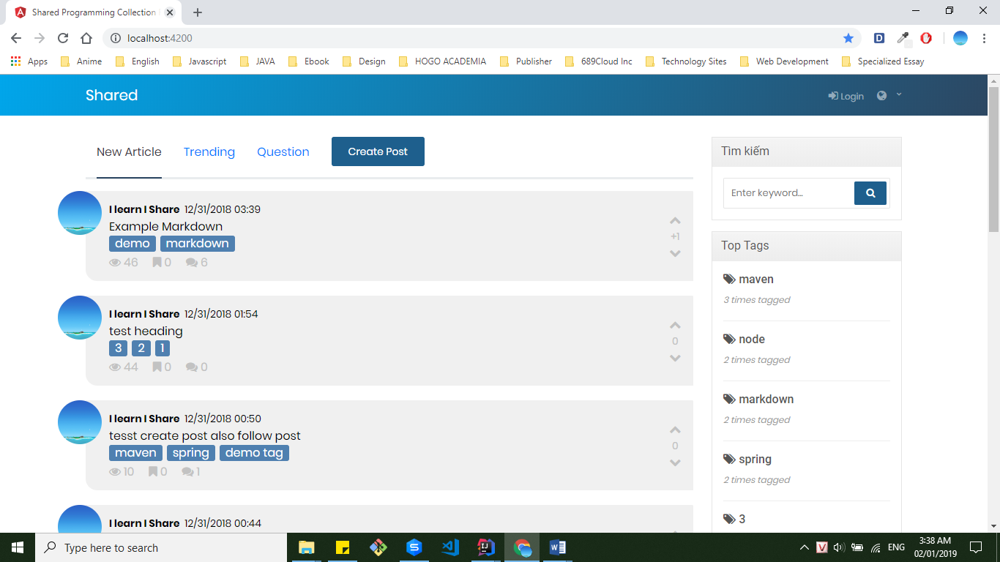 Shared Programming Collection
localhost:4200
Apps Anime English Javascript JAVA Ebook Design HOGO ACADEMIA Publisher 689Cloud Inc Technology Sites Web Development Specialized Essay
Shared Login
New Article Trending Question Create Post
I learn I Share 12/31/2018 03:39
Example Markdown
demo markdown
46 0 6
+1
I learn I Share 12/31/2018 01:54
test heading
3 2 1
44 0 0
0
I learn I Share 12/31/2018 00:50
tesst create post also follow post
maven spring demo tag
10 0 1
0
I learn I Share 12/31/2018 00:44
Tìm kiếm
Enter keyword...
Top Tags
maven
3 times tagged
node
2 times tagged
markdown
2 times tagged
spring
2 times tagged
3
Type here to search
ENG
3:38 AM
02/01/2019